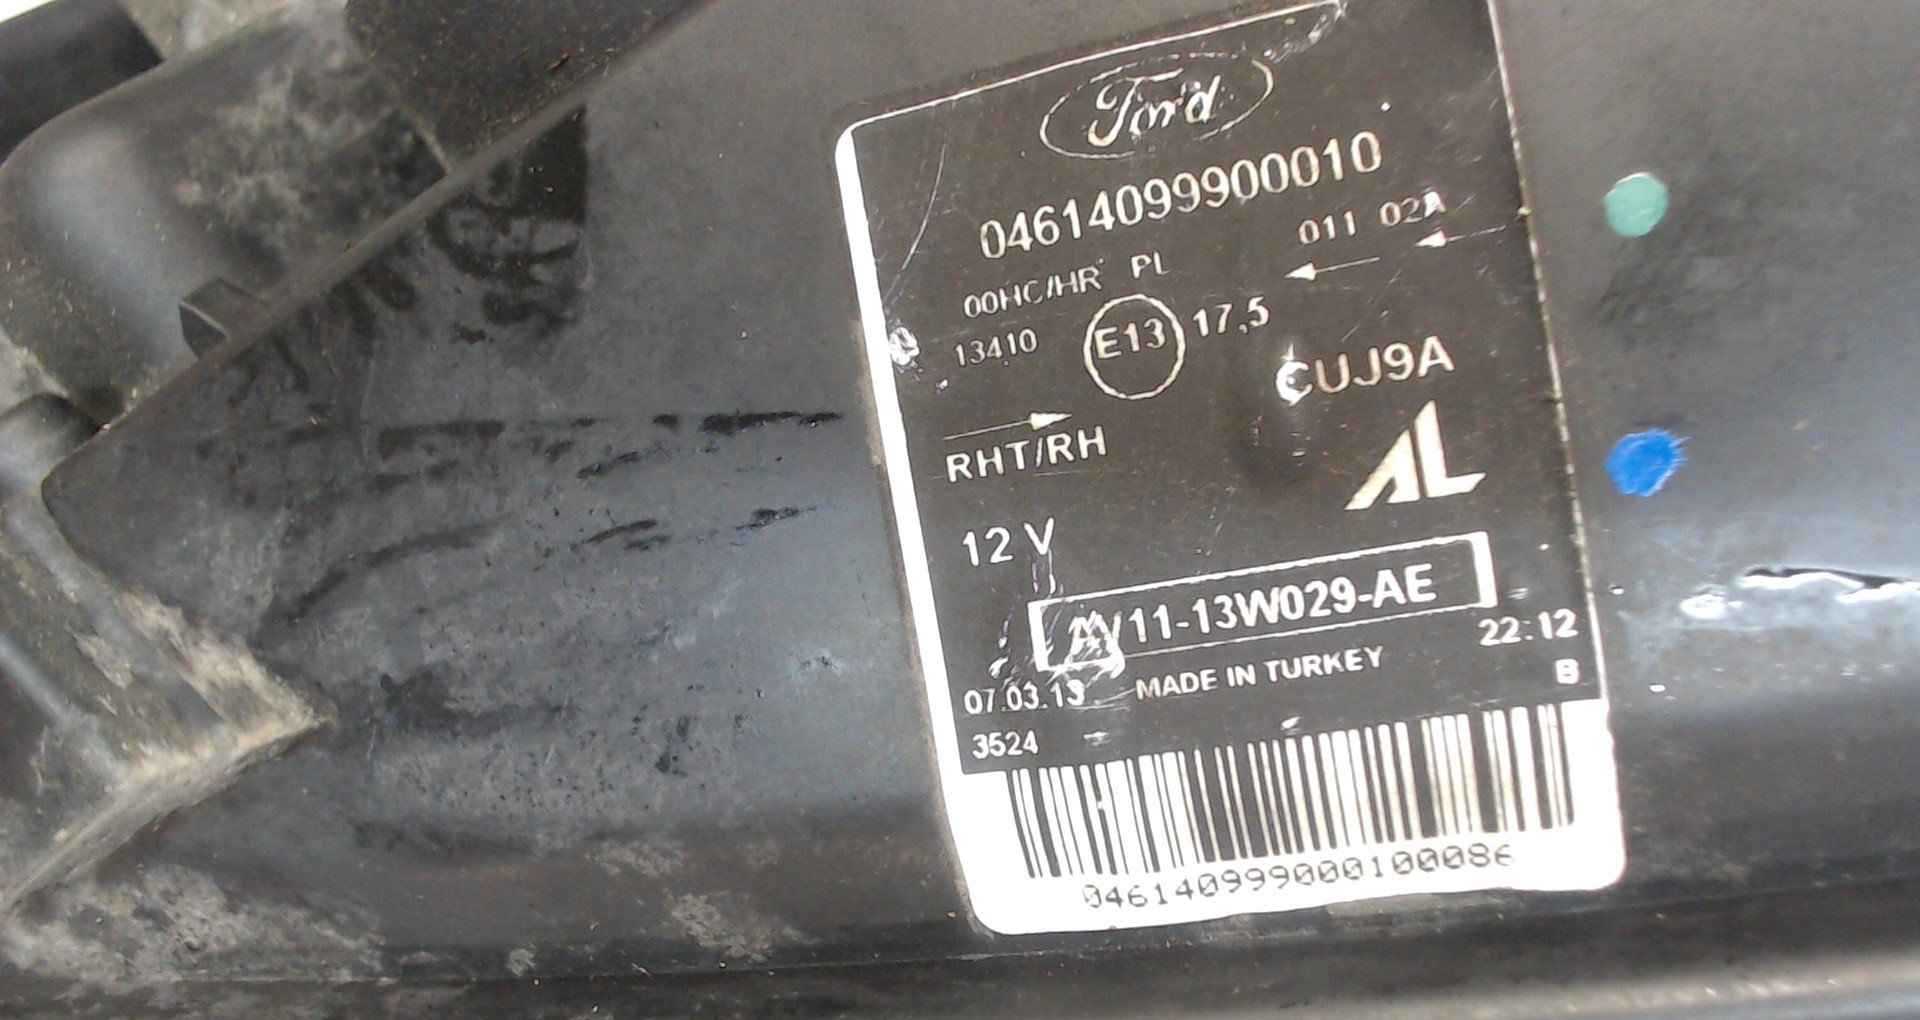 Ford
04614099900010
00HC/HR PL 011 02A
13410 E13 17,5
CUJ9A
RHT/RH
AL
12 V
11-13W029-AE
22:12
07.03.13 MADE IN TURKEY B
3524
0461409990001000086